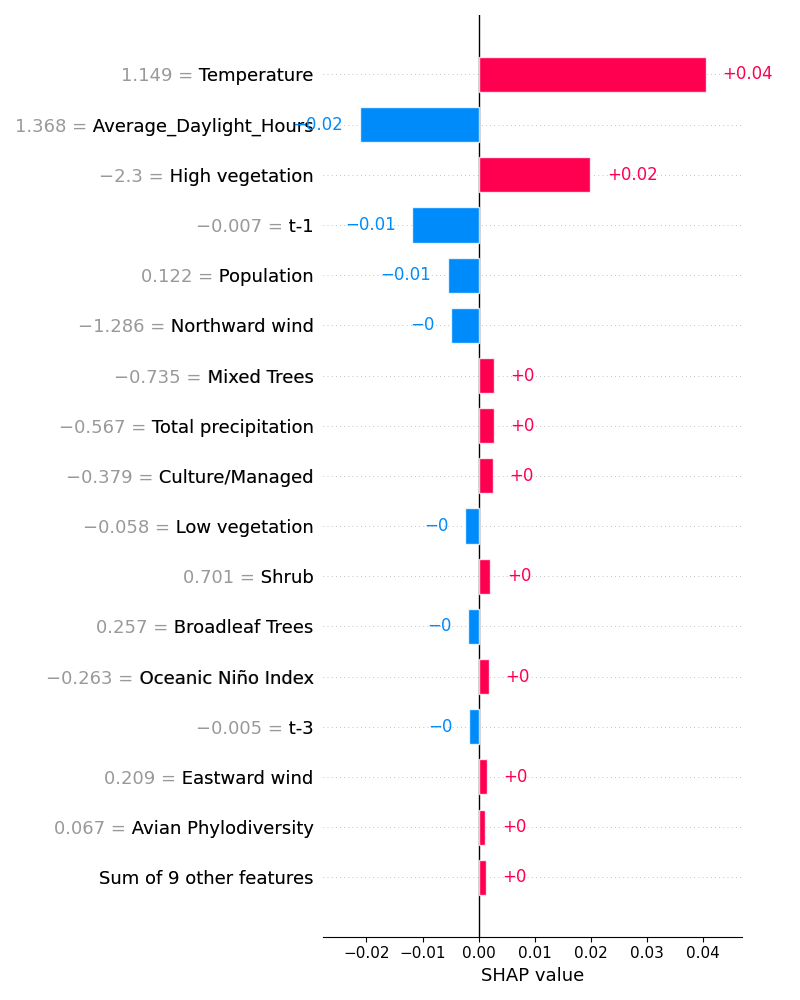 1.149 = Temperature +0.04
1.368 = Average_Daylight_Hours −0.02
−2.3 = High vegetation +0.02
−0.007 = t-1 −0.01
0.122 = Population −0.01
−1.286 = Northward wind −0
−0.735 = Mixed Trees +0
−0.567 = Total precipitation +0
−0.379 = Culture/Managed +0
−0.058 = Low vegetation −0
0.701 = Shrub +0
0.257 = Broadleaf Trees −0
−0.263 = Oceanic Niño Index +0
−0.005 = t-3 −0
0.209 = Eastward wind +0
0.067 = Avian Phylodiversity +0
Sum of 9 other features +0
−0.02 −0.01 0.00 0.01 0.02 0.03 0.04
SHAP value